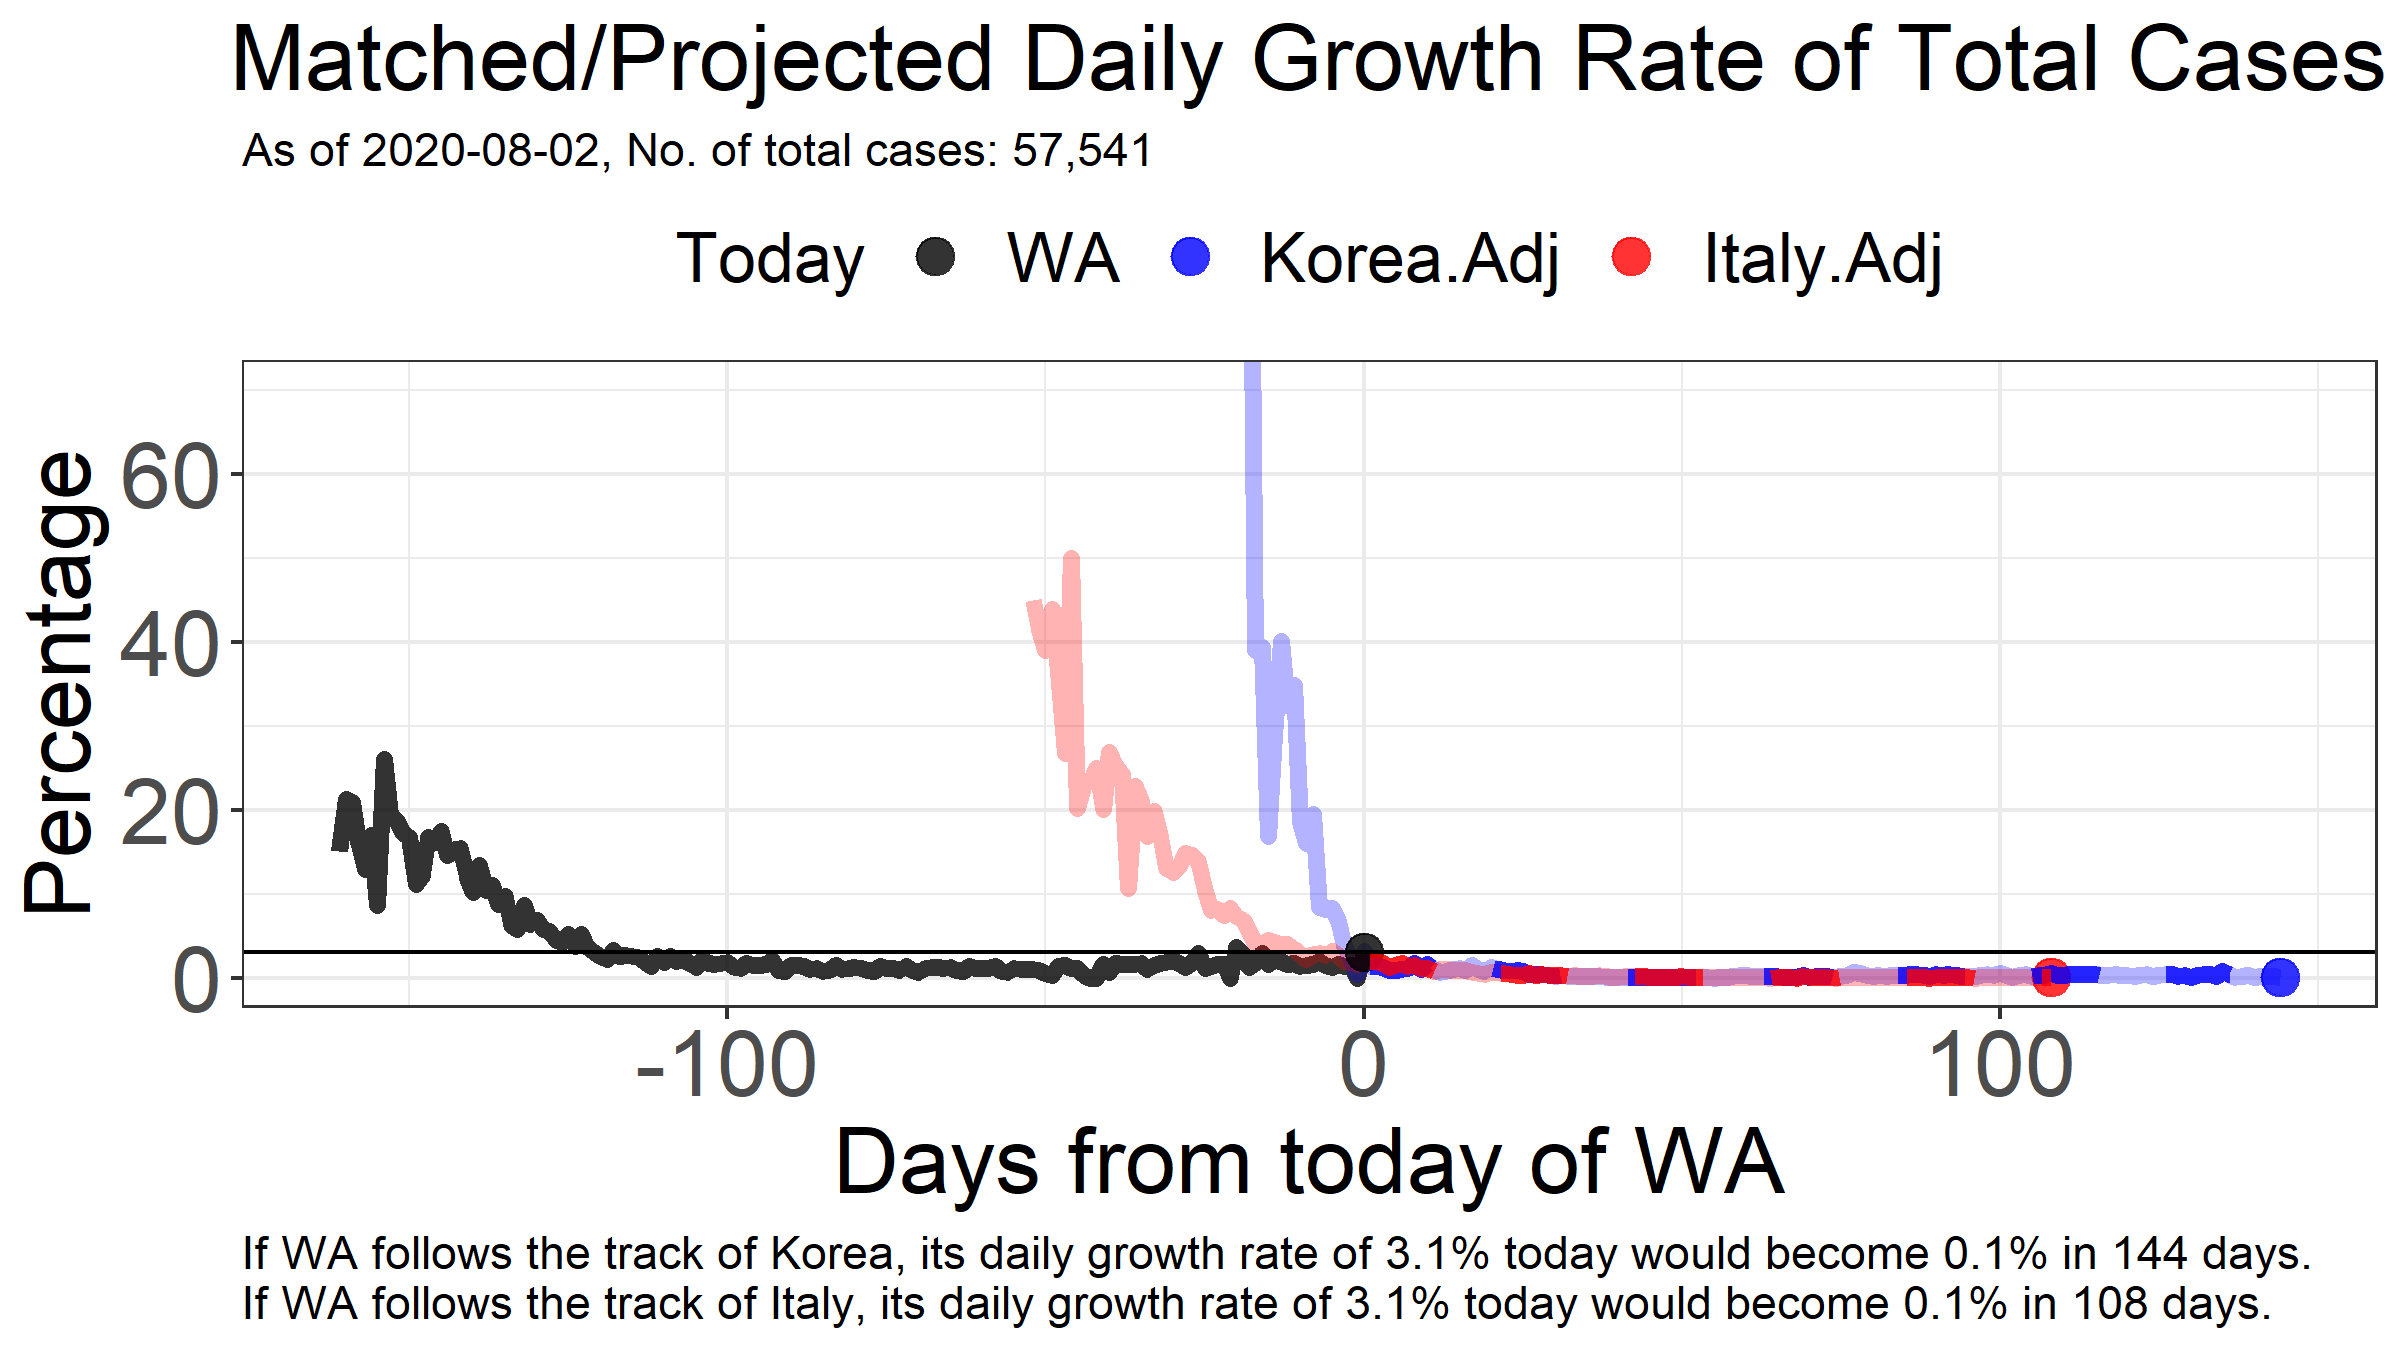 Matched/Projected Daily Growth Rate of Total Cases
As of 2020-08-02, No. of total cases: 57,541
Today WA Korea.Adj Italy.Adj
Percentage
60
40
20
0
-100 0 100
Days from today of WA
If WA follows the track of Korea, its daily growth rate of 3.1% today would become 0.1% in 144 days.
If WA follows the track of Italy, its daily growth rate of 3.1% today would become 0.1% in 108 days.